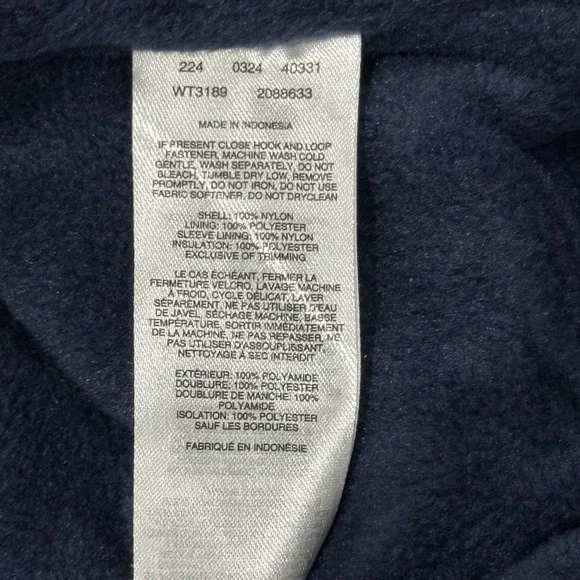 224 0324 40331
WT3189 2088633
MADE IN INDONESIA
IF PRESENT CLOSE HOOK AND LOOP
FASTENER, MACHINE WASH COLD
GENTLE, WASH SEPARATELY, DO NOT
BLEACH, TUMBLE DRY LOW, REMOVE
PROMPTLY, DO NOT IRON, DO NOT USE
FABRIC SOFTENER, DO NOT DRYCLEAN
SHELL: 100% NYLON
LINING: 100% POLYESTER
SLEEVE LINING: 100% NYLON
INSULATION: 100% POLYESTER
EXCLUSIVE OF TRIMMING
LE CAS ÉCHÉANT, FERMER LA
FERMETURE VELCRO, LAVAGE MACHINE
À FROID, CYCLE DÉLICAT, LAVER
SÉPARÉMENT, NE PAS UTILISER D'EAU
DE JAVEL, SÉCHAGE MACHINE, BASSE
TEMPÉRATURE, SORTIR IMMÉDIATEMENT
DE LA MACHINE, NE PAS REPASSER, NE
PAS UTILISER D'ASSOUPLISSANT,
NETTOYAGE À SEC INTERDIT
EXTÉRIEUR: 100% POLYAMIDE
DOUBLURE: 100% POLYESTER
DOUBLURE DE MANCHE: 100%
POLYAMIDE
ISOLATION: 100% POLYESTER
SAUF LES BORDURES
FABRIQUÉ EN INDONÉSIE